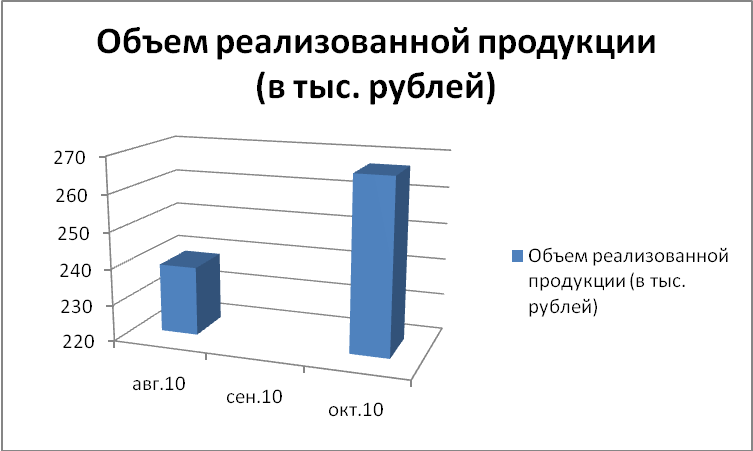 Объем реализованной продукции
(в тыс. рублей)
270
260
250
240
230
220
авг.10
сен.10
окт.10
Объем реализованной
продукции (в тыс.
рублей)